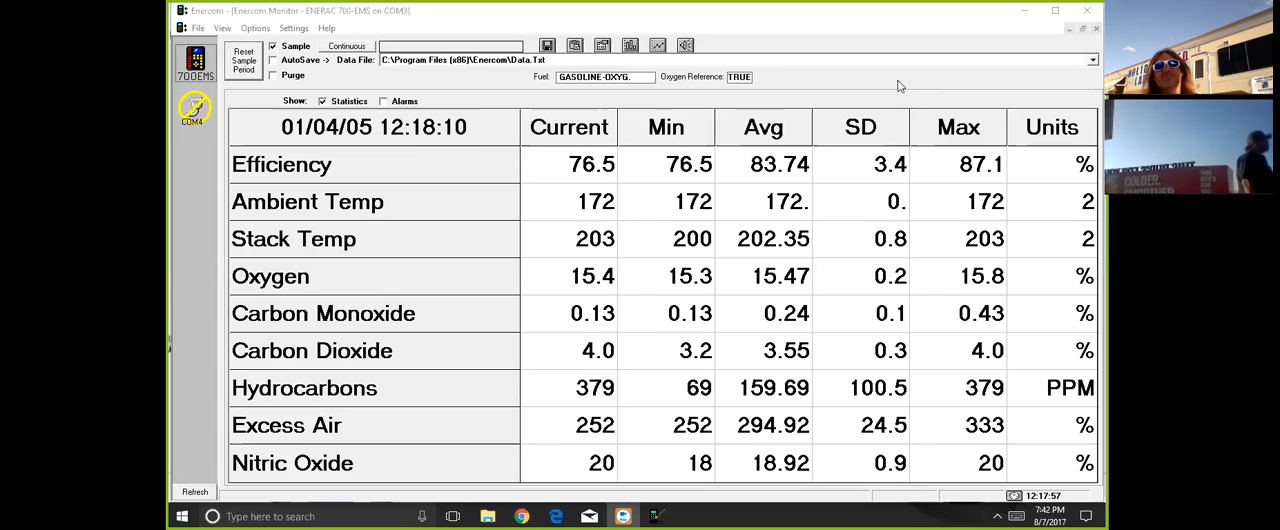 Enercom - [Enercom Monitor - ENERAC 700-EMS on COM3]
File View Options Settings Help
700EMS
COM4
Reset Sample Period
Sample Continuous
AutoSave -> Data File: C:\Program Files (x86)\Enercom\Data.Txt
Purge
Fuel: GASOLINE-OXYG. Oxygen Reference: TRUE
Show: Statistics Alarms
01/04/05 12:18:10 Current Min Avg SD Max Units
Efficiency 76.5 76.5 83.74 3.4 87.1 %
Ambient Temp 172 172 172. 0. 172 2
Stack Temp 203 200 202.35 0.8 203 2
Oxygen 15.4 15.3 15.47 0.2 15.8 %
Carbon Monoxide 0.13 0.13 0.24 0.1 0.43 %
Carbon Dioxide 4.0 3.2 3.55 0.3 4.0 %
Hydrocarbons 379 69 159.69 100.5 379 PPM
Excess Air 252 252 294.92 24.5 333 %
Nitric Oxide 20 18 18.92 0.9 20 %
Refresh
12:17:57
Type here to search
7:42 PM
8/7/2017
COLDER.
SMOOTHER